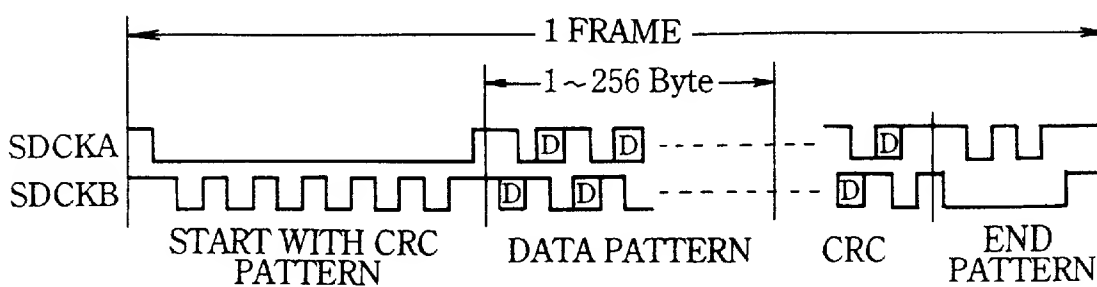 1 FRAME
1~256 Byte
SDCKA
D D D
SDCKB
D D D
START WITH CRC
PATTERN
DATA PATTERN
CRC
END
PATTERN